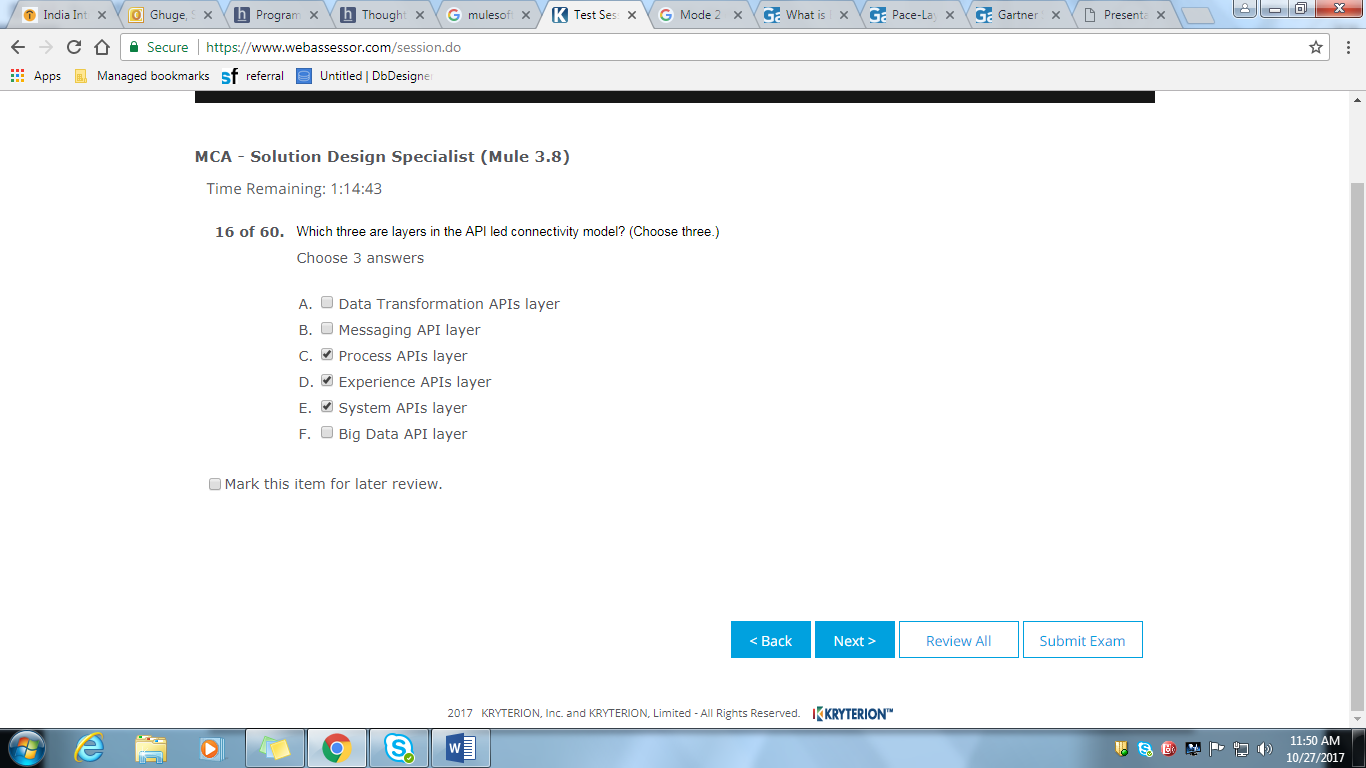 India Int
Ghuge, S
Program
Thought
mulesof
Test Ses
Mode 2
What is
Pace-La
Gartner
Presenta
Secure https://www.webassessor.com/session.do
Apps Managed bookmarks referral Untitled | DbDesigner
MCA - Solution Design Specialist (Mule 3.8)
Time Remaining: 1:14:43
16 of 60. Which three are layers in the API led connectivity model? (Choose three.)
Choose 3 answers
A. Data Transformation APIs layer
B. Messaging API layer
C. Process APIs layer
D. Experience APIs layer
E. System APIs layer
F. Big Data API layer
Mark this item for later review.
< Back Next > Review All Submit Exam
2017 KRYTERION, Inc. and KRYTERION, Limited - All Rights Reserved. KRYTERION™
11:50 AM
10/27/2017